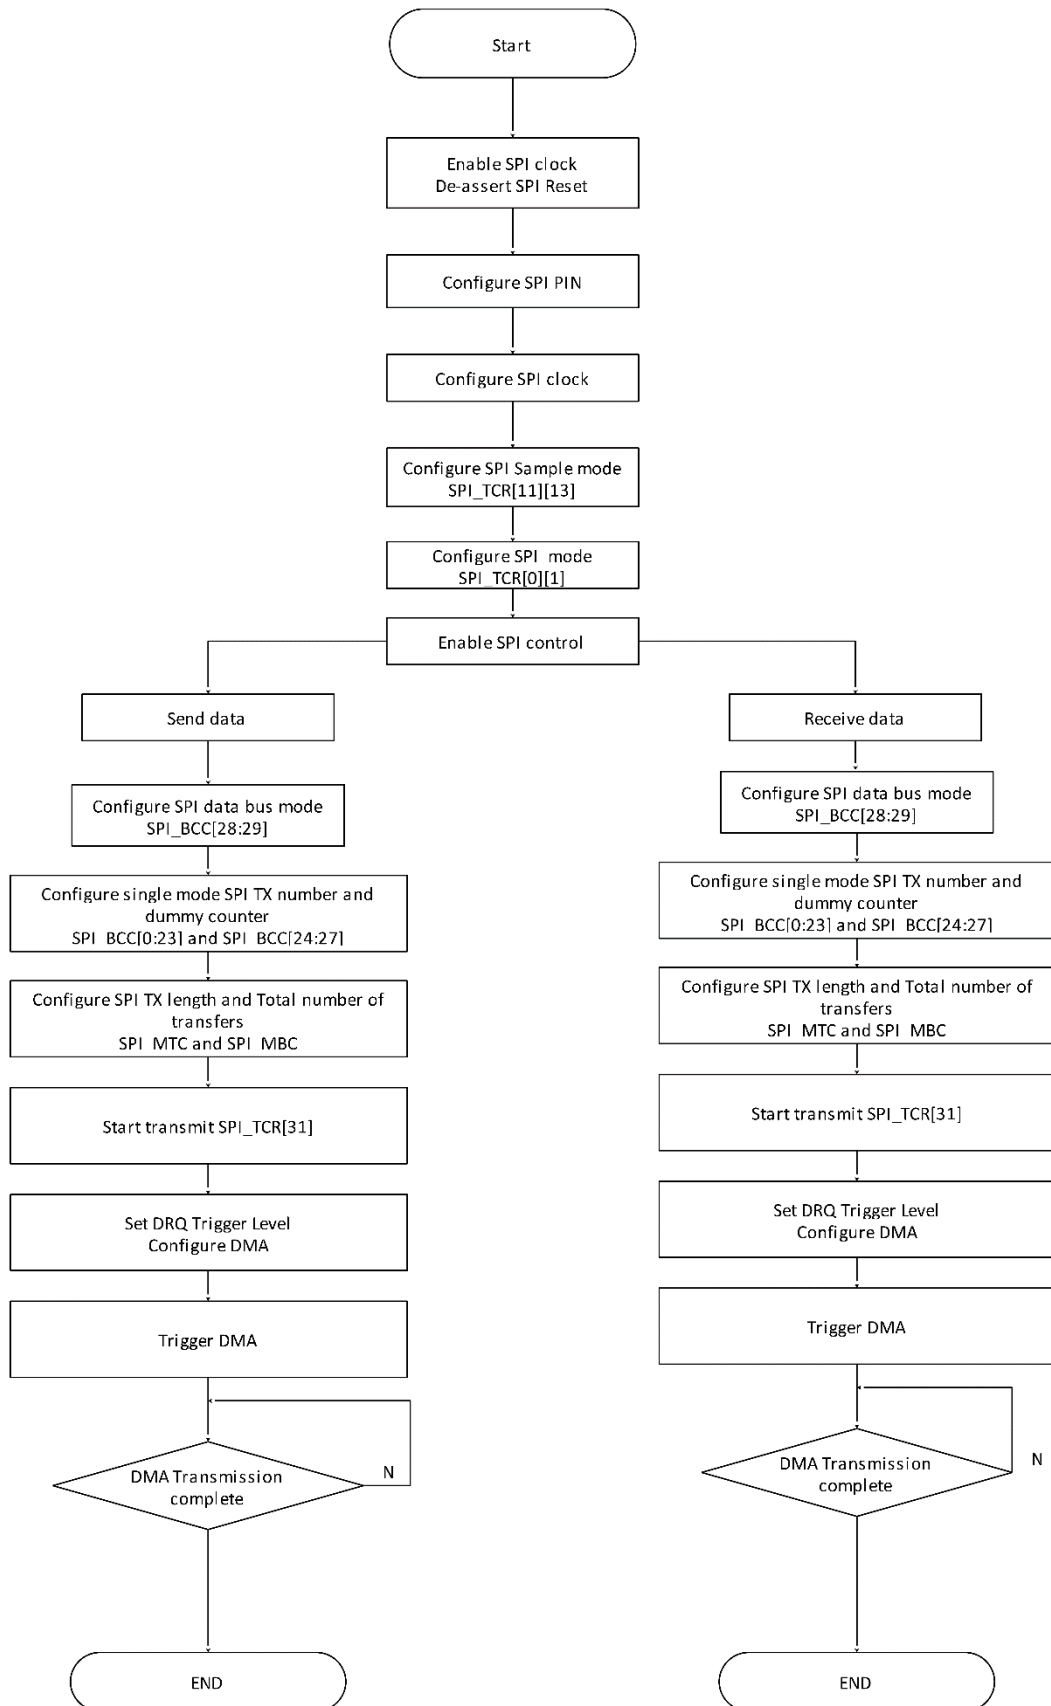 Start
Enable SPI clock
De-assert SPI Reset
Configure SPI PIN
Configure SPI clock
Configure SPI Sample mode
SPI_TCR[11][13]
Configure SPI mode
SPI_TCR[0][1]
Enable SPI control
Send data
Configure SPI data bus mode
SPI_BCC[28:29]
Configure single mode SPI TX number and
dummy counter
SPI_BCC[0:23] and SPI_BCC[24:27]
Configure SPI TX length and Total number of
transfers
SPI_MTC and SPI_MBC
Start transmit SPI_TCR[31]
Set DRQ Trigger Level
Configure DMA
Trigger DMA
DMA Transmission
complete
N
END
Receive data
Configure SPI data bus mode
SPI_BCC[28:29]
Configure single mode SPI TX number and
dummy counter
SPI_BCC[0:23] and SPI_BCC[24:27]
Configure SPI TX length and Total number of
transfers
SPI_MTC and SPI_MBC
Start transmit SPI_TCR[31]
Set DRQ Trigger Level
Configure DMA
Trigger DMA
DMA Transmission
complete
N
END